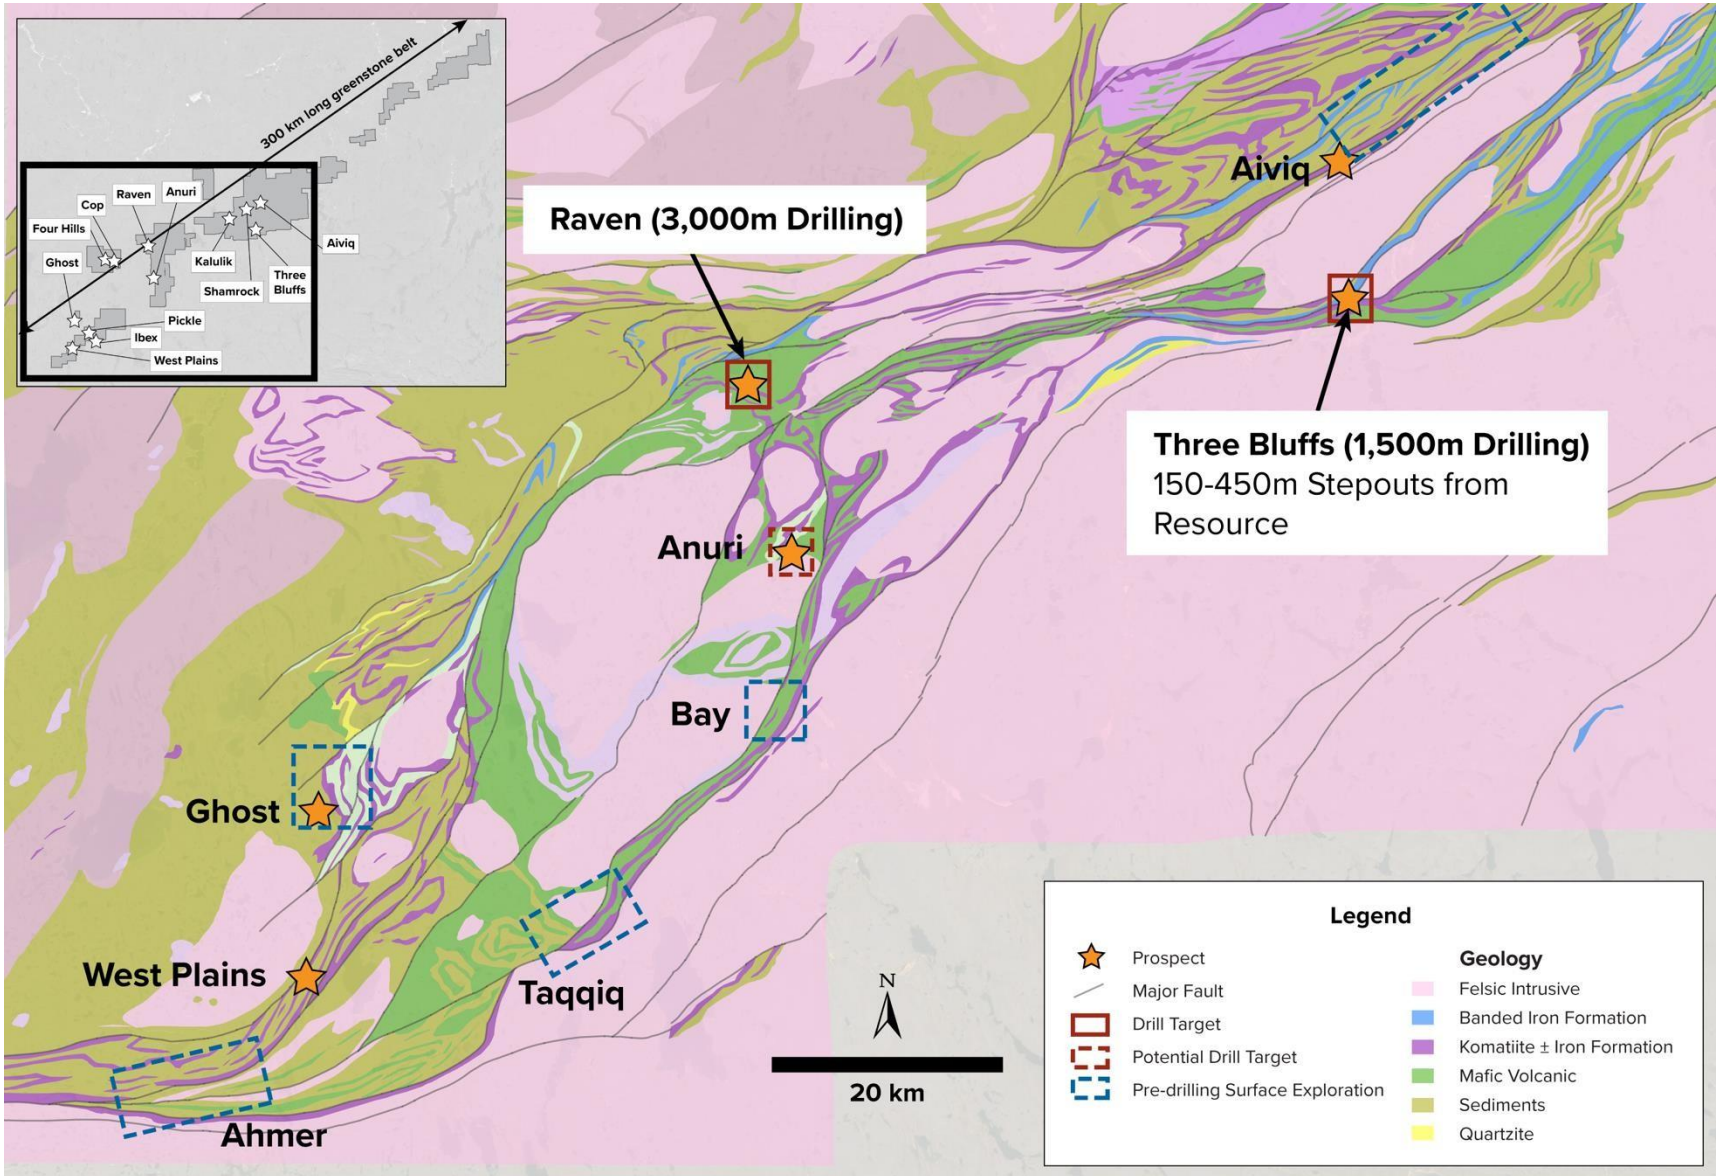 300 km long greenstone belt
Raven
Anuri
Cop
Four Hills
Ghost
Kalulik
Aiviq
Shamrock
Three
Bluffs
Pickle
Ibex
West Plains
Raven (3,000m Drilling)
Aiviq
Three Bluffs (1,500m Drilling)
150-450m Stepouts from
Resource
Anuri
Bay
Ghost
West Plains
Taqqiq
Ahmer
N
20 km
Legend
Prospect
Major Fault
Drill Target
Potential Drill Target
Pre-drilling Surface Exploration
Geology
Felsic Intrusive
Banded Iron Formation
Komatiite ± Iron Formation
Mafic Volcanic
Sediments
Quartzite